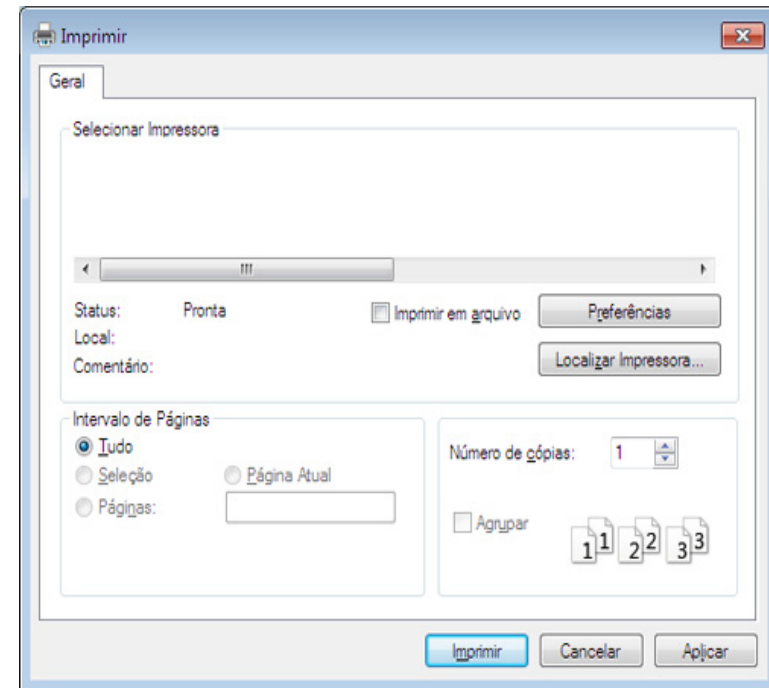 Imprimir
Geral
Selecionar Impressora
Status: Pronta
Imprimir em arquivo
Preferências
Local:
Localizar Impressora...
Comentário:
Intervalo de Páginas
Tudo
Seleção
Página Atual
Páginas:
Número de cópias: 1
Agrupar
1 1 2 2 3 3
Imprimir
Cancelar
Aplicar